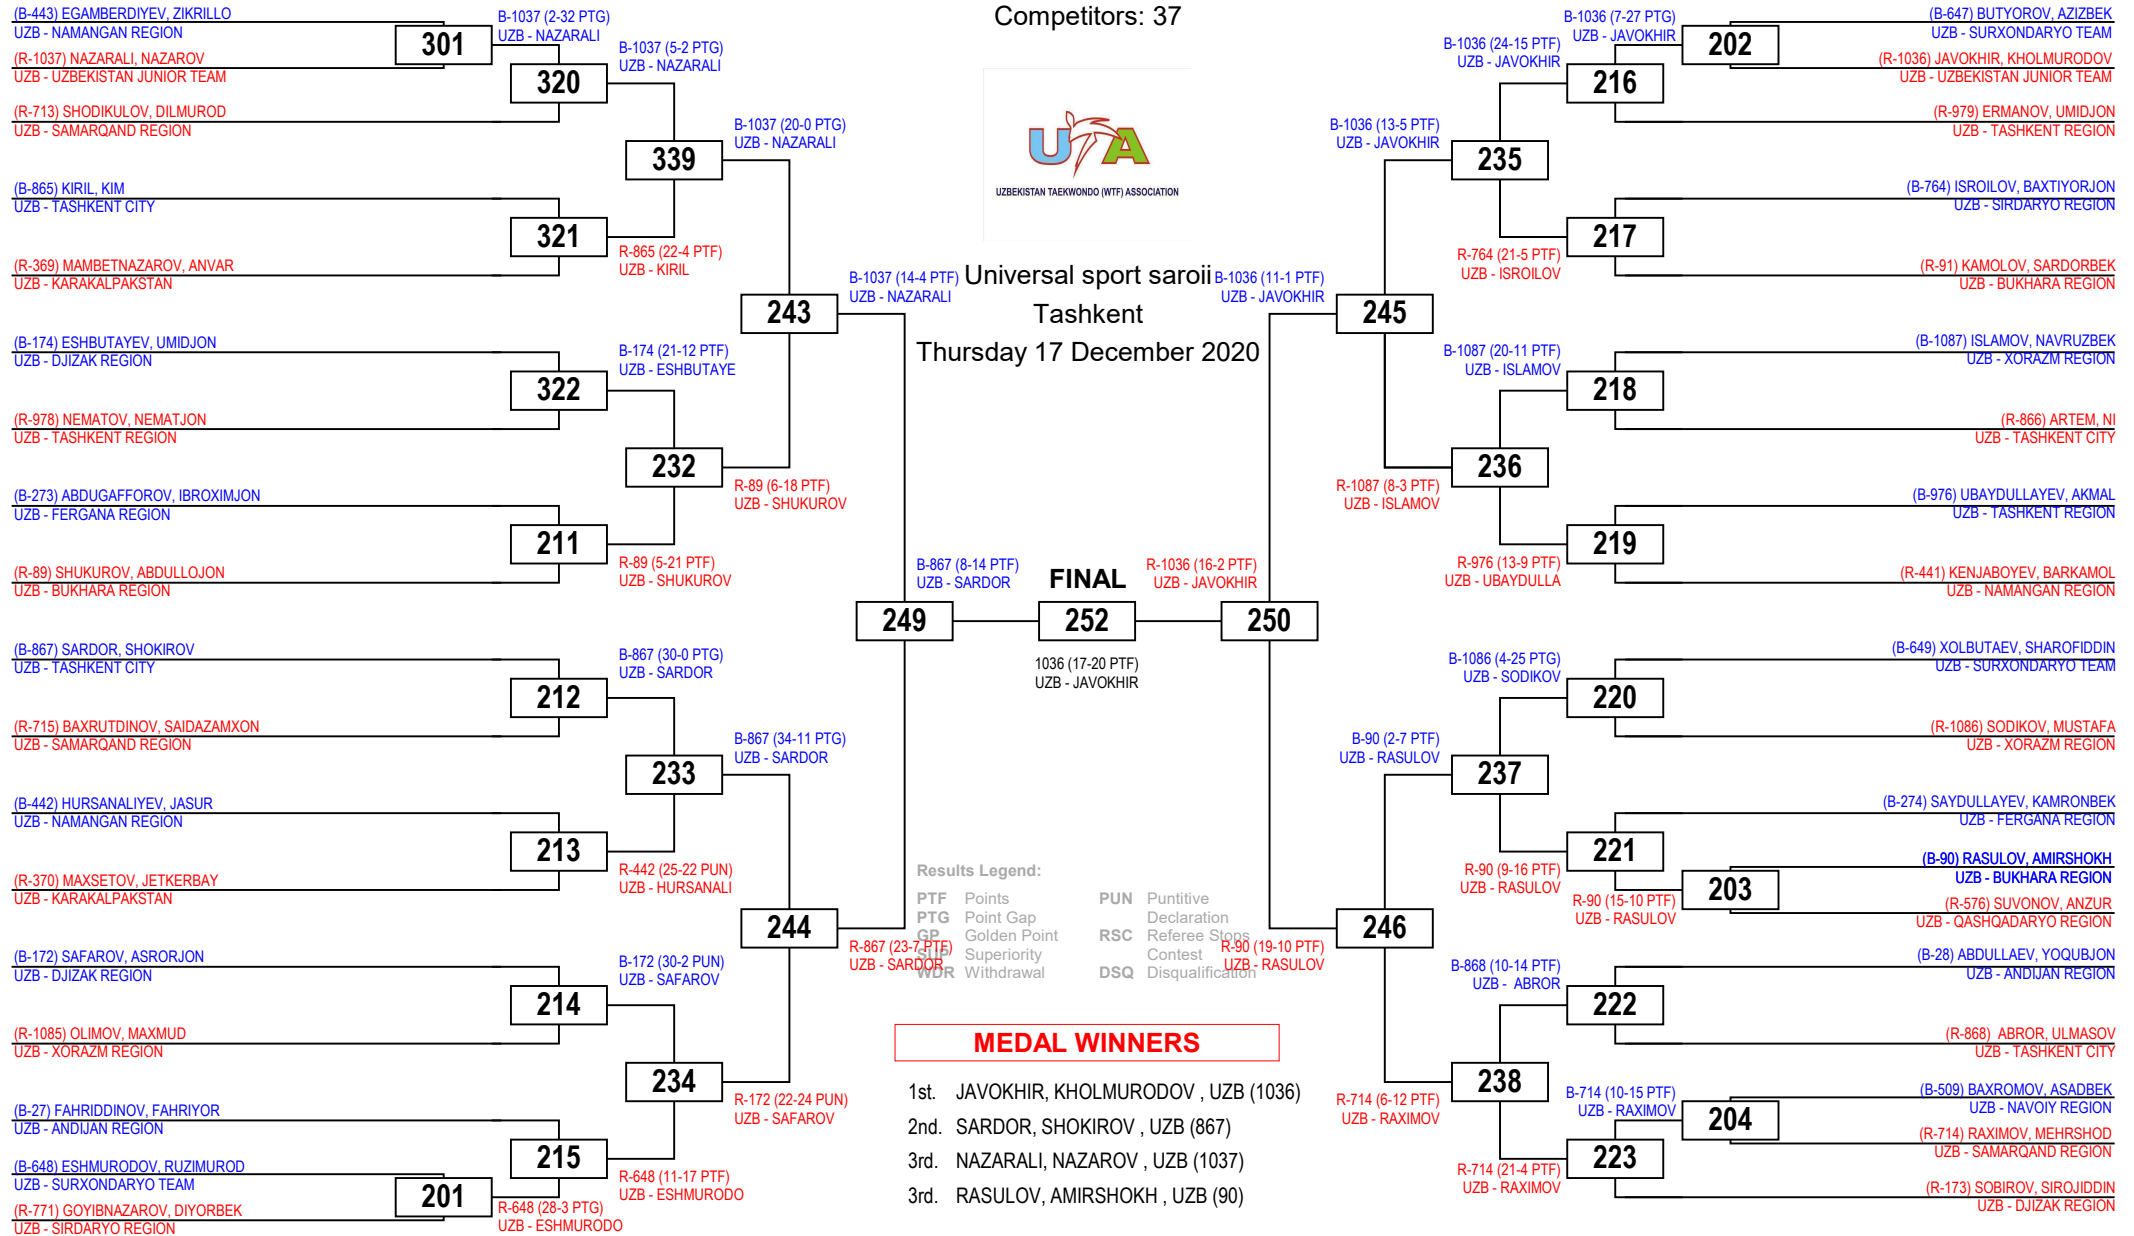 Competitors: 37
UTA
UZBEKISTAN TAEKWONDO (WTF) ASSOCIATION
Universal sport saroii
Tashkent
Thursday 17 December 2020
(B-443) EGAMBERDIYEV, ZIKRILLO
UZB - NAMANGAN REGION
(R-1037) NAZARALI, NAZAROV
UZB - UZBEKISTAN JUNIOR TEAM
(R-713) SHODIKULOV, DILMUROD
UZB - SAMARQAND REGION
(B-865) KIRIL, KIM
UZB - TASHKENT CITY
(R-369) MAMBETNAZAROV, ANVAR
UZB - KARAKALPAKSTAN
(B-174) ESHBUTAYEV, UMIDJON
UZB - DJIZAK REGION
(R-978) NEMATOV, NEMATJON
UZB - TASHKENT REGION
(B-273) ABDUGAFFOROV, IBROXIMJON
UZB - FERGANA REGION
(R-89) SHUKUROV, ABDULLOJON
UZB - BUKHARA REGION
(B-867) SARDOR, SHOKIROV
UZB - TASHKENT CITY
(R-715) BAXRUTDINOV, SAIDAZAMXON
UZB - SAMARQAND REGION
(B-442) HURSANALIYEV, JASUR
UZB - NAMANGAN REGION
(R-370) MAXSETOV, JETKERBAY
UZB - KARAKALPAKSTAN
(B-172) SAFAROV, ASRORJON
UZB - DJIZAK REGION
(R-1085) OLIMOV, MAXMUD
UZB - XORAZM REGION
(B-27) FAHRIDDINOV, FAHRIYOR
UZB - ANDIJAN REGION
(B-648) ESHMURODOV, RUZIMUROD
UZB - SURXONDARYO TEAM
(R-771) GOYIBNAZAROV, DIYORBEK
UZB - SIRDARYO REGION
301
B-1037 (2-32 PTG)
UZB - NAZARALI
201
R-648 (28-3 PTG)
UZB - ESHMURODO
320
B-1037 (5-2 PTG)
UZB - NAZARALI
321
R-865 (22-4 PTF)
UZB - KIRIL
322
B-174 (21-12 PTF)
UZB - ESHBUTAYE
211
R-89 (5-21 PTF)
UZB - SHUKUROV
212
B-867 (30-0 PTG)
UZB - SARDOR
213
R-442 (25-22 PUN)
UZB - HURSANALI
214
B-172 (30-2 PUN)
UZB - SAFAROV
215
R-648 (11-17 PTF)
UZB - ESHMURODO
339
B-1037 (20-0 PTG)
UZB - NAZARALI
232
R-89 (6-18 PTF)
UZB - SHUKUROV
233
B-867 (34-11 PTG)
UZB - SARDOR
234
R-172 (22-24 PUN)
UZB - SAFAROV
243
B-1037 (14-4 PTF)
UZB - NAZARALI
244
R-867 (23-7 PTF)
UZB - SARDOR
249
B-867 (8-14 PTF)
UZB - SARDOR
FINAL
252
1036 (17-20 PTF)
UZB - JAVOKHIR
R-1036 (16-2 PTF)
UZB - JAVOKHIR
250
B-1036 (11-1 PTF)
UZB - JAVOKHIR
245
R-90 (19-10 PTF)
UZB - RASULOV
246
B-1036 (13-5 PTF)
UZB - JAVOKHIR
235
R-1087 (8-3 PTF)
UZB - ISLAMOV
236
B-90 (2-7 PTF)
UZB - RASULOV
237
R-714 (6-12 PTF)
UZB - RAXIMOV
238
B-1036 (24-15 PTF)
UZB - JAVOKHIR
216
R-764 (21-5 PTF)
UZB - ISROILOV
217
B-1087 (20-11 PTF)
UZB - ISLAMOV
218
R-976 (13-9 PTF)
UZB - UBAYDULLA
219
B-1086 (4-25 PTG)
UZB - SODIKOV
220
R-90 (9-16 PTF)
UZB - RASULOV
221
B-868 (10-14 PTF)
UZB - ABROR
222
R-714 (21-4 PTF)
UZB - RAXIMOV
223
B-1036 (7-27 PTG)
UZB - JAVOKHIR
202
R-90 (15-10 PTF)
UZB - RASULOV
203
B-714 (10-15 PTF)
UZB - RAXIMOV
204
(B-647) BUTYOROV, AZIZBEK
UZB - SURXONDARYO TEAM
(R-1036) JAVOKHIR, KHOLMURODOV
UZB - UZBEKISTAN JUNIOR TEAM
(R-979) ERMANOV, UMIDJON
UZB - TASHKENT REGION
(B-764) ISROILOV, BAXTIYORJON
UZB - SIRDARYO REGION
(R-91) KAMOLOV, SARDORBEK
UZB - BUKHARA REGION
(B-1087) ISLAMOV, NAVRUZBEK
UZB - XORAZM REGION
(R-866) ARTEM, NI
UZB - TASHKENT CITY
(B-976) UBAYDULLAYEV, AKMAL
UZB - TASHKENT REGION
(R-441) KENJABOYEV, BARKAMOL
UZB - NAMANGAN REGION
(B-649) XOLBUTAEV, SHAROFIDDIN
UZB - SURXONDARYO TEAM
(R-1086) SODIKOV, MUSTAFA
UZB - XORAZM REGION
(B-274) SAYDULLAYEV, KAMRONBEK
UZB - FERGANA REGION
(B-90) RASULOV, AMIRSHOKH
UZB - BUKHARA REGION
(R-576) SUVONOV, ANZUR
UZB - QASHQADARYO REGION
(B-28) ABDULLAEV, YOQUBJON
UZB - ANDIJAN REGION
(R-868) ABROR, ULMASOV
UZB - TASHKENT CITY
(B-509) BAXROMOV, ASADBEK
UZB - NAVOIY REGION
(R-714) RAXIMOV, MEHRSHOD
UZB - SAMARQAND REGION
(R-173) SOBIROV, SIROJIDDIN
UZB - DJIZAK REGION
Results Legend:
PTF Points
PTG Point Gap
GP Golden Point
SUP Superiority
WDR Withdrawal
PUN Puntitive
Declaration
RSC Referee Stops
Contest
DSQ Disqualification
MEDAL WINNERS
1st. JAVOKHIR, KHOLMURODOV , UZB (1036)
2nd. SARDOR, SHOKIROV , UZB (867)
3rd. NAZARALI, NAZAROV , UZB (1037)
3rd. RASULOV, AMIRSHOKH , UZB (90)